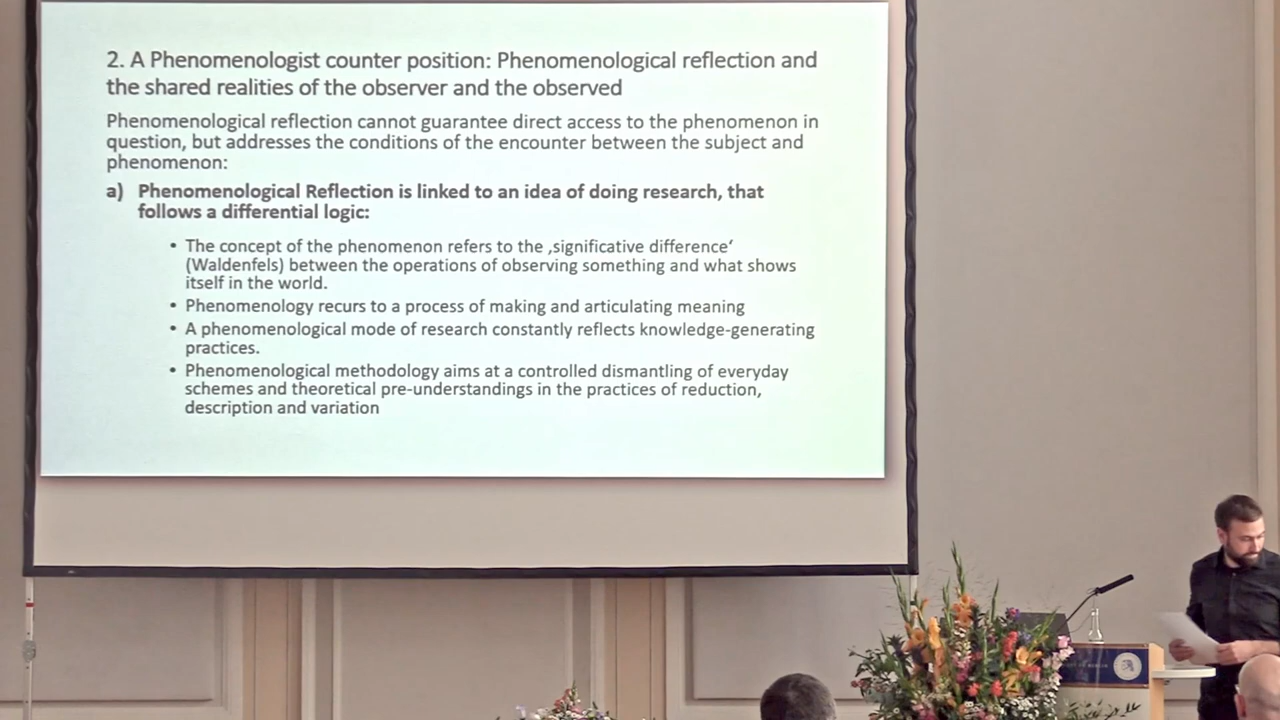 2. A Phenomenologist counter position: Phenomenological reflection and
the shared realities of the observer and the observed
Phenomenological reflection cannot guarantee direct access to the phenomenon in
question, but addresses the conditions of the encounter between the subject and
phenomenon:
a) Phenomenological Reflection is linked to an idea of doing research, that
follows a differential logic:
• The concept of the phenomenon refers to the ‚significative difference‘
(Waldenfels) between the operations of observing something and what shows
itself in the world.
• Phenomenology recurs to a process of making and articulating meaning
• A phenomenological mode of research constantly reflects knowledge-generating
practices.
• Phenomenological methodology aims at a controlled dismantling of everyday
schemes and theoretical pre-understandings in the practices of reduction,
description and variation